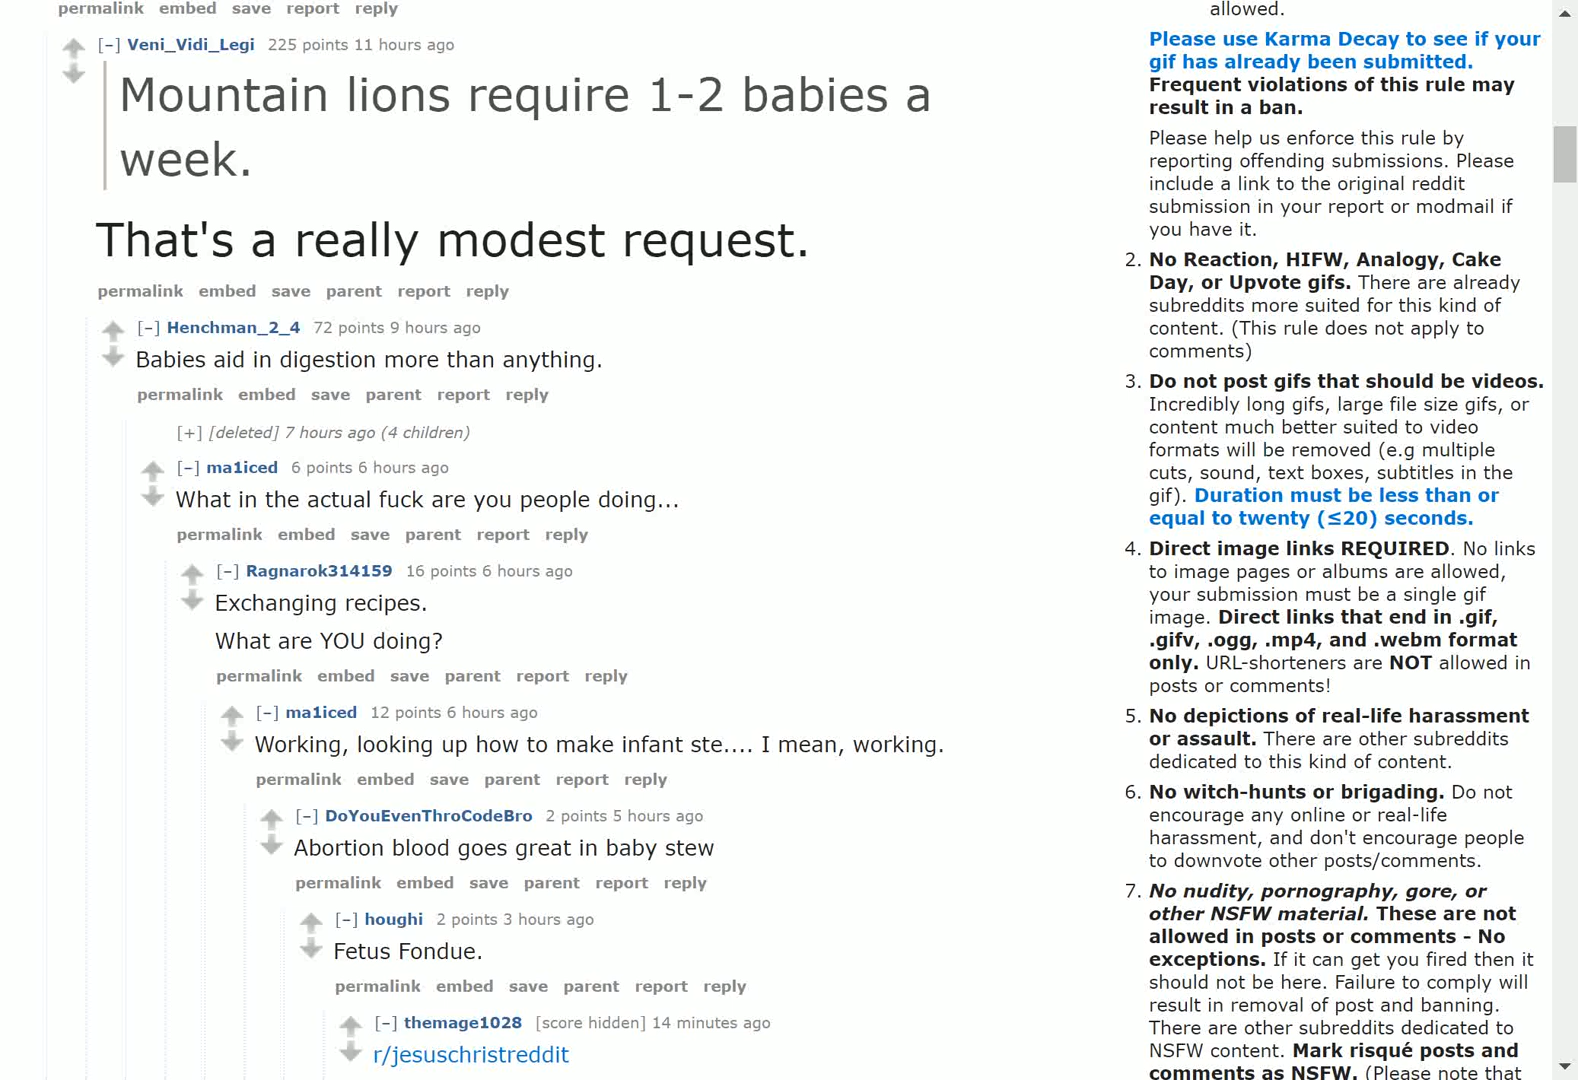 permalink embed save report reply
[–] Veni_Vidi_Legi 225 points 11 hours ago
Mountain lions require 1-2 babies a
week.
That's a really modest request.
permalink embed save parent report reply
[–] Henchman_2_4 72 points 9 hours ago
Babies aid in digestion more than anything.
permalink embed save parent report reply
[+] [deleted] 7 hours ago (4 children)
[–] ma1iced 6 points 6 hours ago
What in the actual fuck are you people doing...
permalink embed save parent report reply
[–] Ragnarok314159 16 points 6 hours ago
Exchanging recipes.
What are YOU doing?
permalink embed save parent report reply
[–] ma1iced 12 points 6 hours ago
Working, looking up how to make infant ste.... I mean, working.
permalink embed save parent report reply
[–] DoYouEvenThroCodeBro 2 points 5 hours ago
Abortion blood goes great in baby stew
permalink embed save parent report reply
[–] houghi 2 points 3 hours ago
Fetus Fondue.
permalink embed save parent report reply
[–] themage1028 [score hidden] 14 minutes ago
r/jesuschristreddit
allowed.
Please use Karma Decay to see if your
gif has already been submitted.
Frequent violations of this rule may
result in a ban.
Please help us enforce this rule by
reporting offending submissions. Please
include a link to the original reddit
submission in your report or modmail if
you have it.
2. No Reaction, HIFW, Analogy, Cake
Day, or Upvote gifs. There are already
subreddits more suited for this kind of
content. (This rule does not apply to
comments)
3. Do not post gifs that should be videos.
Incredibly long gifs, large file size gifs, or
content much better suited to video
formats will be removed (e.g multiple
cuts, sound, text boxes, subtitles in the
gif). Duration must be less than or
equal to twenty (≤20) seconds.
4. Direct image links REQUIRED. No links
to image pages or albums are allowed,
your submission must be a single gif
image. Direct links that end in .gif,
.gifv, .ogg, .mp4, and .webm format
only. URL-shorteners are NOT allowed in
posts or comments!
5. No depictions of real-life harassment
or assault. There are other subreddits
dedicated to this kind of content.
6. No witch-hunts or brigading. Do not
encourage any online or real-life
harassment, and don't encourage people
to downvote other posts/comments.
7. No nudity, pornography, gore, or
other NSFW material. These are not
allowed in posts or comments - No
exceptions. If it can get you fired then it
should not be here. Failure to comply will
result in removal of post and banning.
There are other subreddits dedicated to
NSFW content. Mark risqué posts and
comments as NSFW. (Please note that